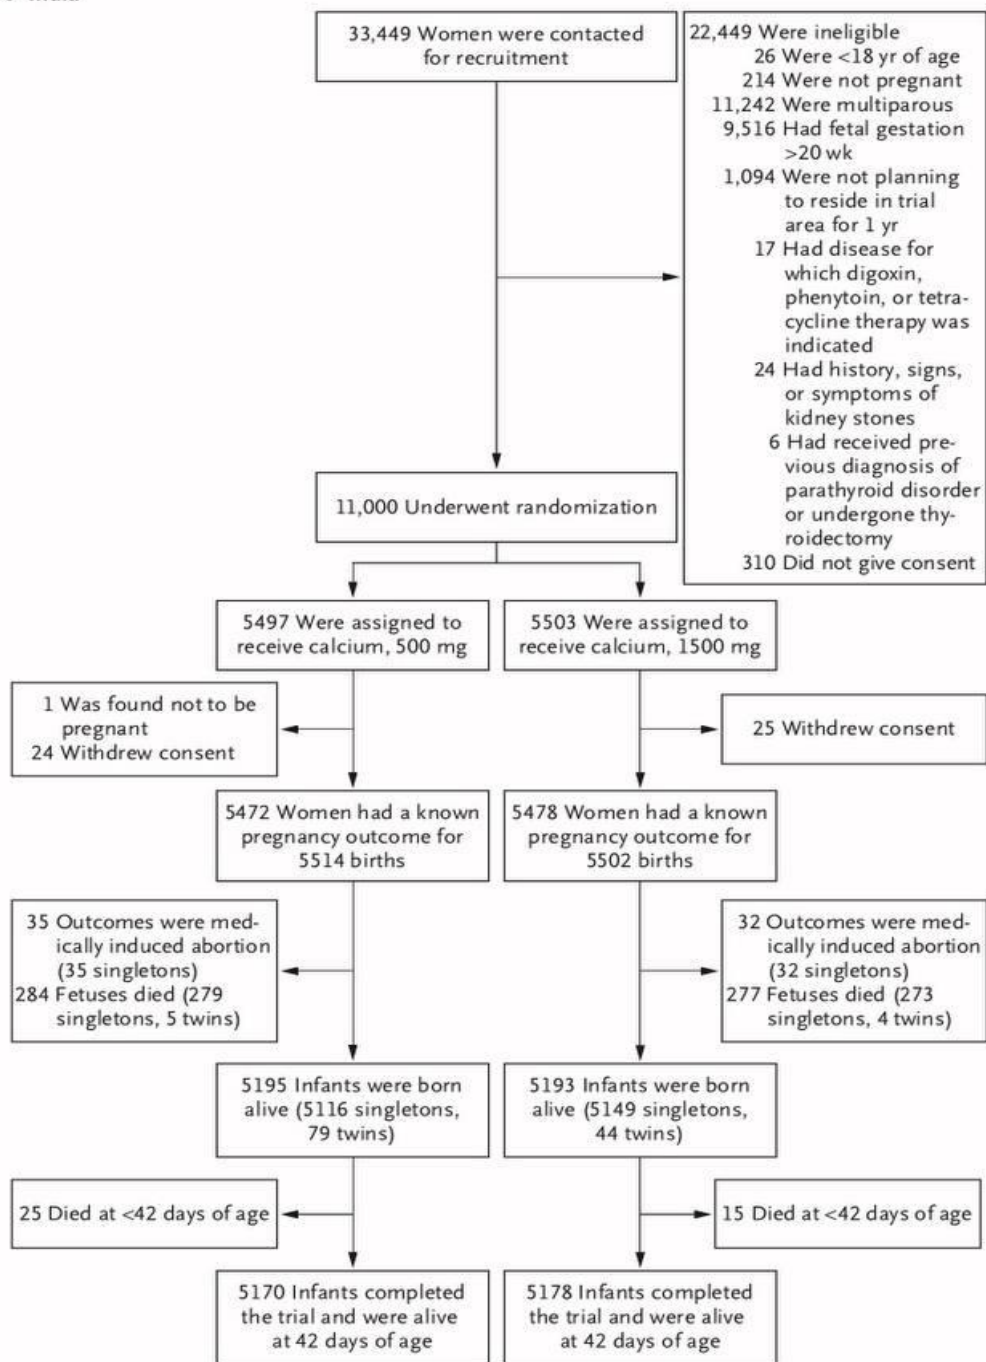 33,449 Women were contacted
for recruitment
22,449 Were ineligible
26 Were <18 yr of age
214 Were not pregnant
11,242 Were multiparous
9,516 Had fetal gestation
>20 wk
1,094 Were not planning
to reside in trial
area for 1 yr
17 Had disease for
which digoxin,
phenytoin, or tetra-
cycline therapy was
indicated
24 Had history, signs,
or symptoms of
kidney stones
6 Had received pre-
vious diagnosis of
parathyroid disorder
or undergone thy-
roidectomy
310 Did not give consent
11,000 Underwent randomization
5497 Were assigned to
receive calcium, 500 mg
5503 Were assigned to
receive calcium, 1500 mg
1 Was found not to be
pregnant
24 Withdrew consent
25 Withdrew consent
5472 Women had a known
pregnancy outcome for
5514 births
5478 Women had a known
pregnancy outcome for
5502 births
35 Outcomes were med-
ically induced abortion
(35 singletons)
284 Fetuses died (279
singletons, 5 twins)
32 Outcomes were med-
ically induced abortion
(32 singletons)
277 Fetuses died (273
singletons, 4 twins)
5195 Infants were born
alive (5116 singletons,
79 twins)
5193 Infants were born
alive (5149 singletons,
44 twins)
25 Died at <42 days of age
15 Died at <42 days of age
5170 Infants completed
the trial and were alive
at 42 days of age
5178 Infants completed
the trial and were alive
at 42 days of age